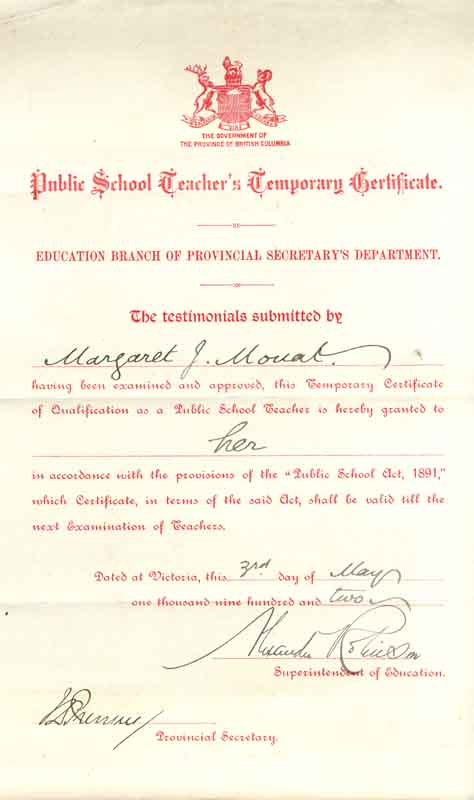 THE GOVERNMENT OF
THE PROVINCE OF BRITISH COLUMBIA
Public School Teacher's Temporary Certificate.
EDUCATION BRANCH OF PROVINCIAL SECRETARY'S DEPARTMENT.
The testimonials submitted by
Margaret J. Mouat
having been examined and approved, this Temporary Certificate
of Qualification as a Public School Teacher is hereby granted to
her
in accordance with the provisions of the "Public School Act, 1891,"
which Certificate, in terms of the said Act, shall be valid till the
next Examination of Teachers.
Dated at Victoria, this 3rd day of May
one thousand nine hundred and two
Alexander Robinson
Superintendent of Education.
Provincial Secretary.